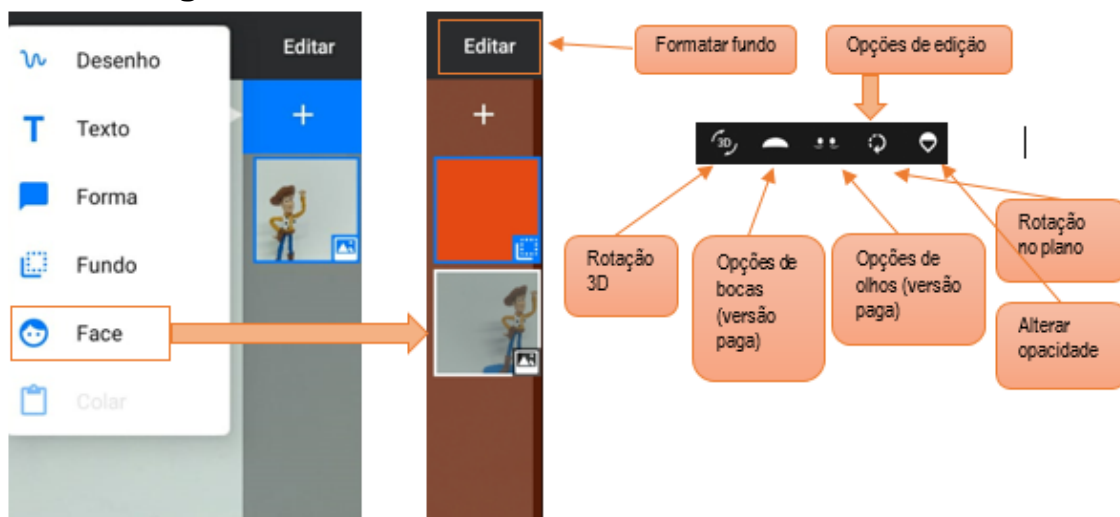 Desenho
Texto
Forma
Fundo
Face
Colar
Editar
+
Editar
+
Formatar fundo
Opções de edição
3D
Rotação
3D
Opções de
bocas
(versão
paga)
Opções de
olhos (versão
paga)
Rotação
no plano
Alterar
opacidade